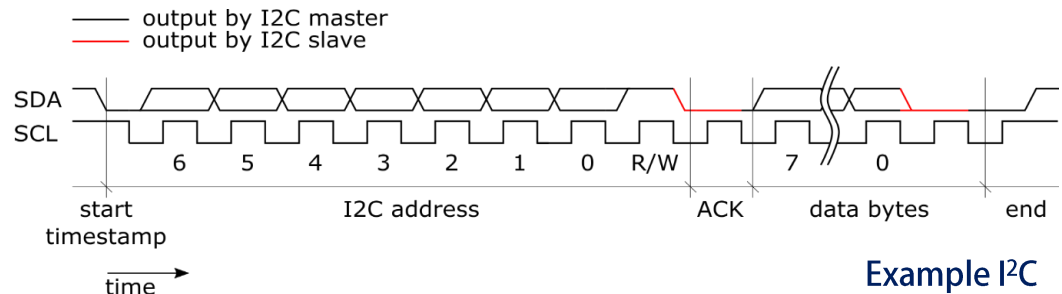 output by I2C master
output by I2C slave
SDA
SCL
6 5 4 3 2 1 0 R/W 7 0
start timestamp
I2C address
ACK
data bytes
end
time
Example I²C